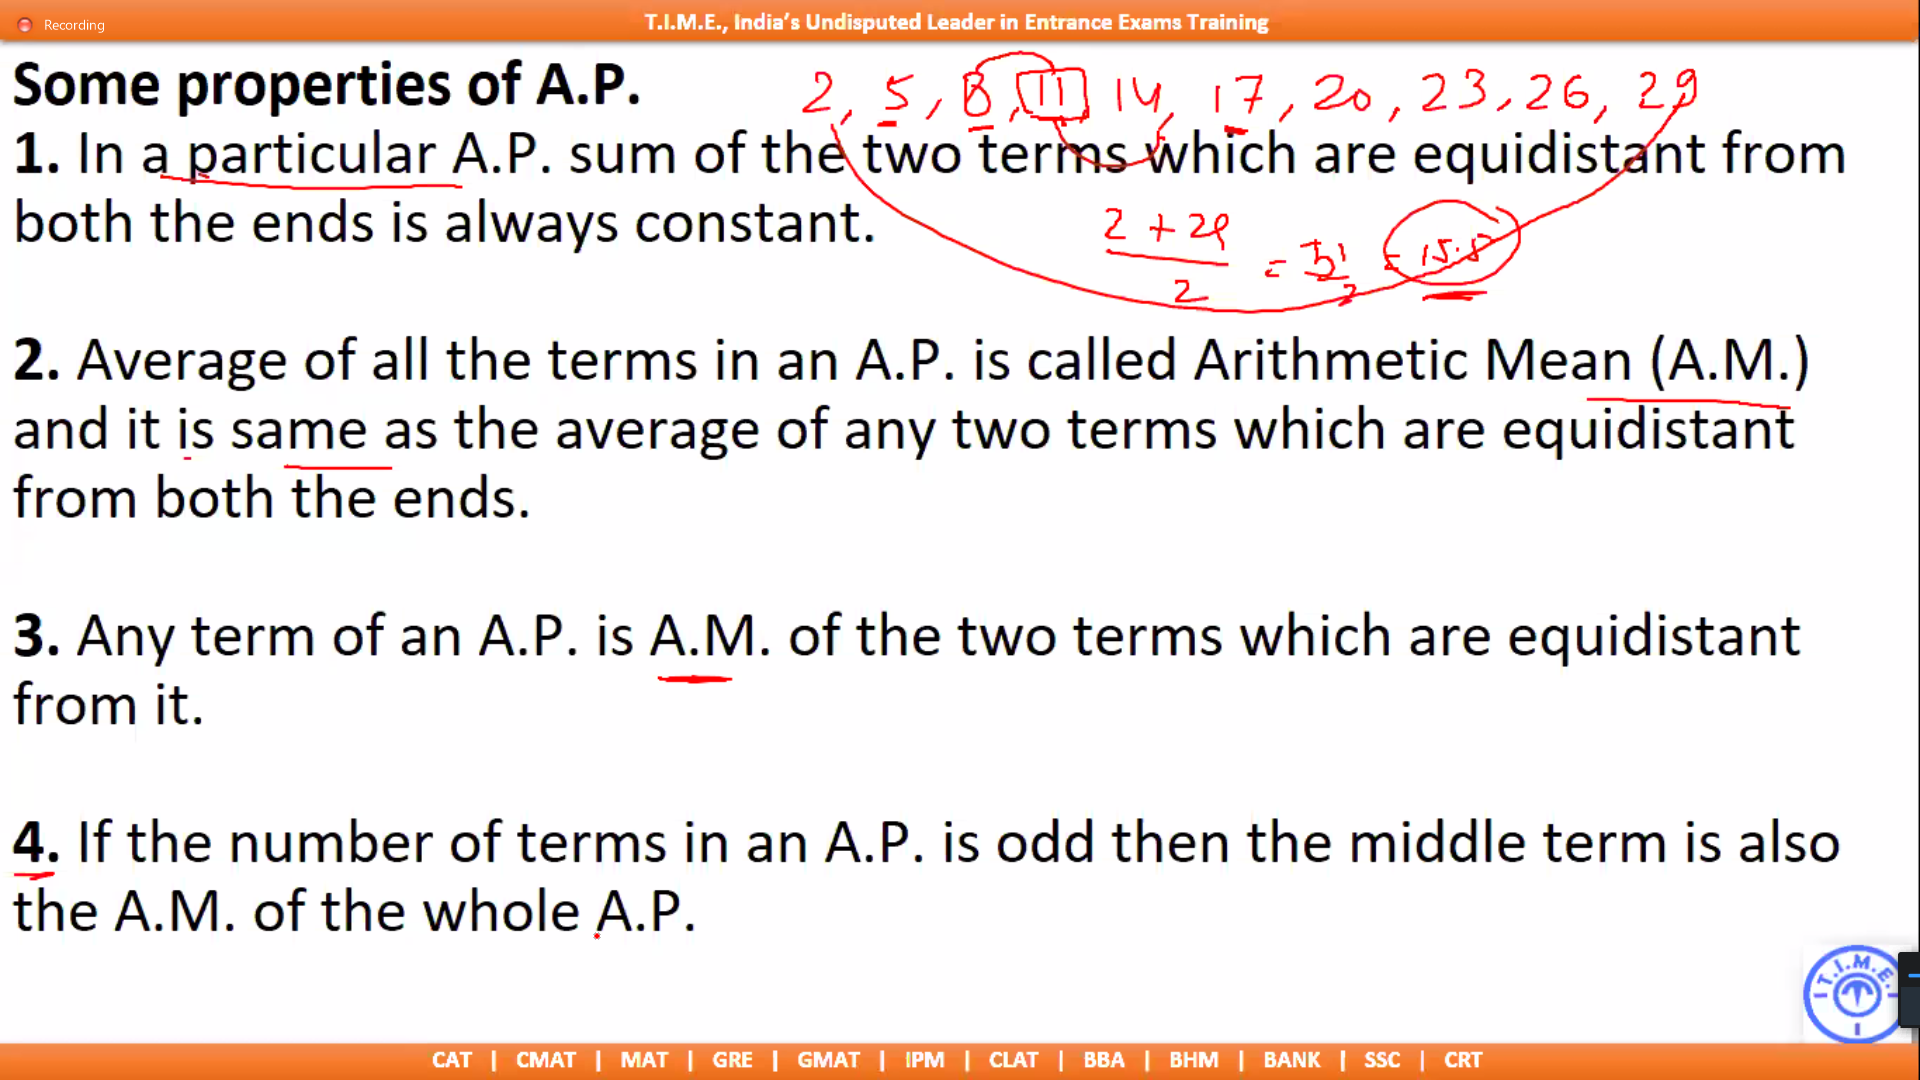 Recording
T.I.M.E., India's Undisputed Leader in Entrance Exams Training
Some properties of A.P.
2, 5, 8, 11, 14, 17, 20, 23, 26, 29
1. In a particular A.P. sum of the two terms which are equidistant from
both the ends is always constant.
2 + 29
2
= 31
2
= 15.5
2. Average of all the terms in an A.P. is called Arithmetic Mean (A.M.)
and it is same as the average of any two terms which are equidistant
from both the ends.
3. Any term of an A.P. is A.M. of the two terms which are equidistant
from it.
4. If the number of terms in an A.P. is odd then the middle term is also
the A.M. of the whole A.P.
T.I.M.E.
CAT | CMAT | MAT | GRE | GMAT | IPM | CLAT | BBA | BHM | BANK | SSC | CRT